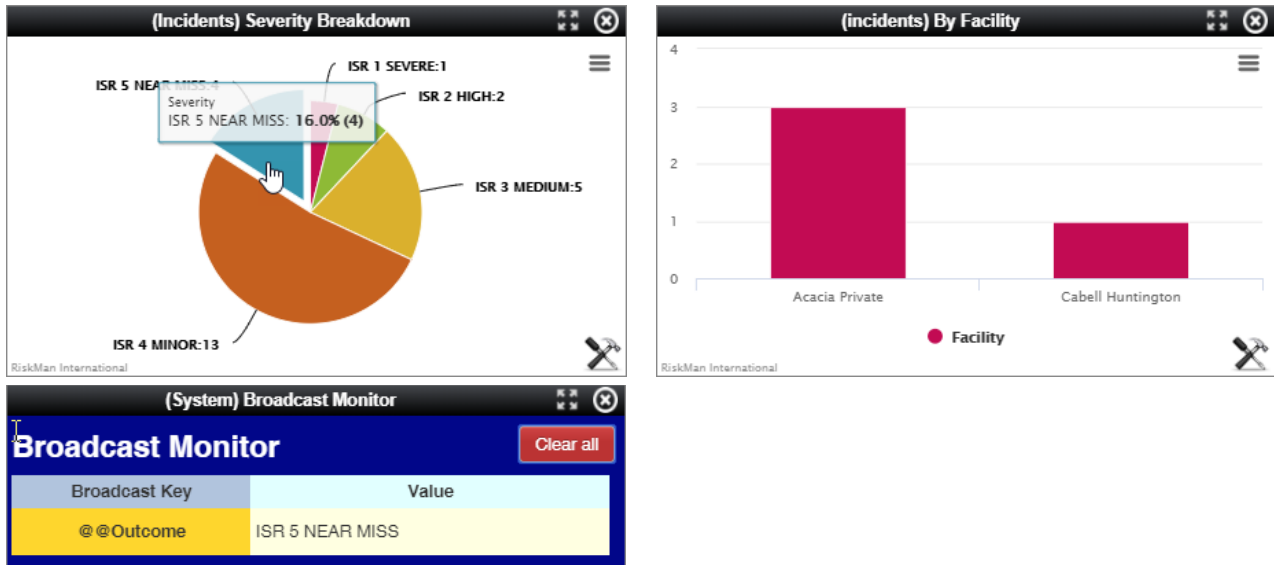 (Incidents) Severity Breakdown
ISR 1 SEVERE:1
ISR 5 NEAR MISS:4
ISR 2 HIGH:2
Severity
ISR 5 NEAR MISS: 16.0% (4)
ISR 3 MEDIUM:5
ISR 4 MINOR:13
RiskMan International
(incidents) By Facility
4
3
2
1
0
Acacia Private
Cabell Huntington
Facility
RiskMan International
(System) Broadcast Monitor
Broadcast Monitor
Clear all
Broadcast Key
Value
@@Outcome
ISR 5 NEAR MISS